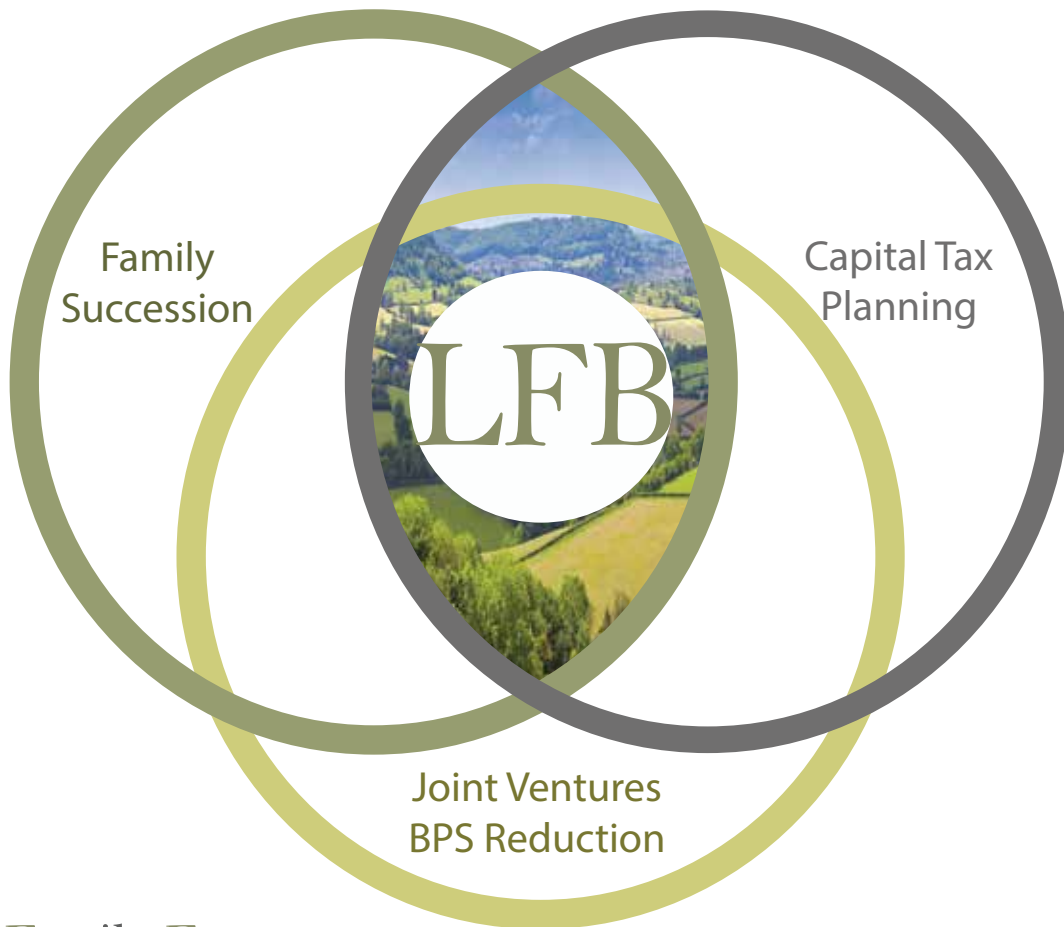 Family
Succession
Capital Tax
Planning
LFB
Joint Ventures
BPS Reduction